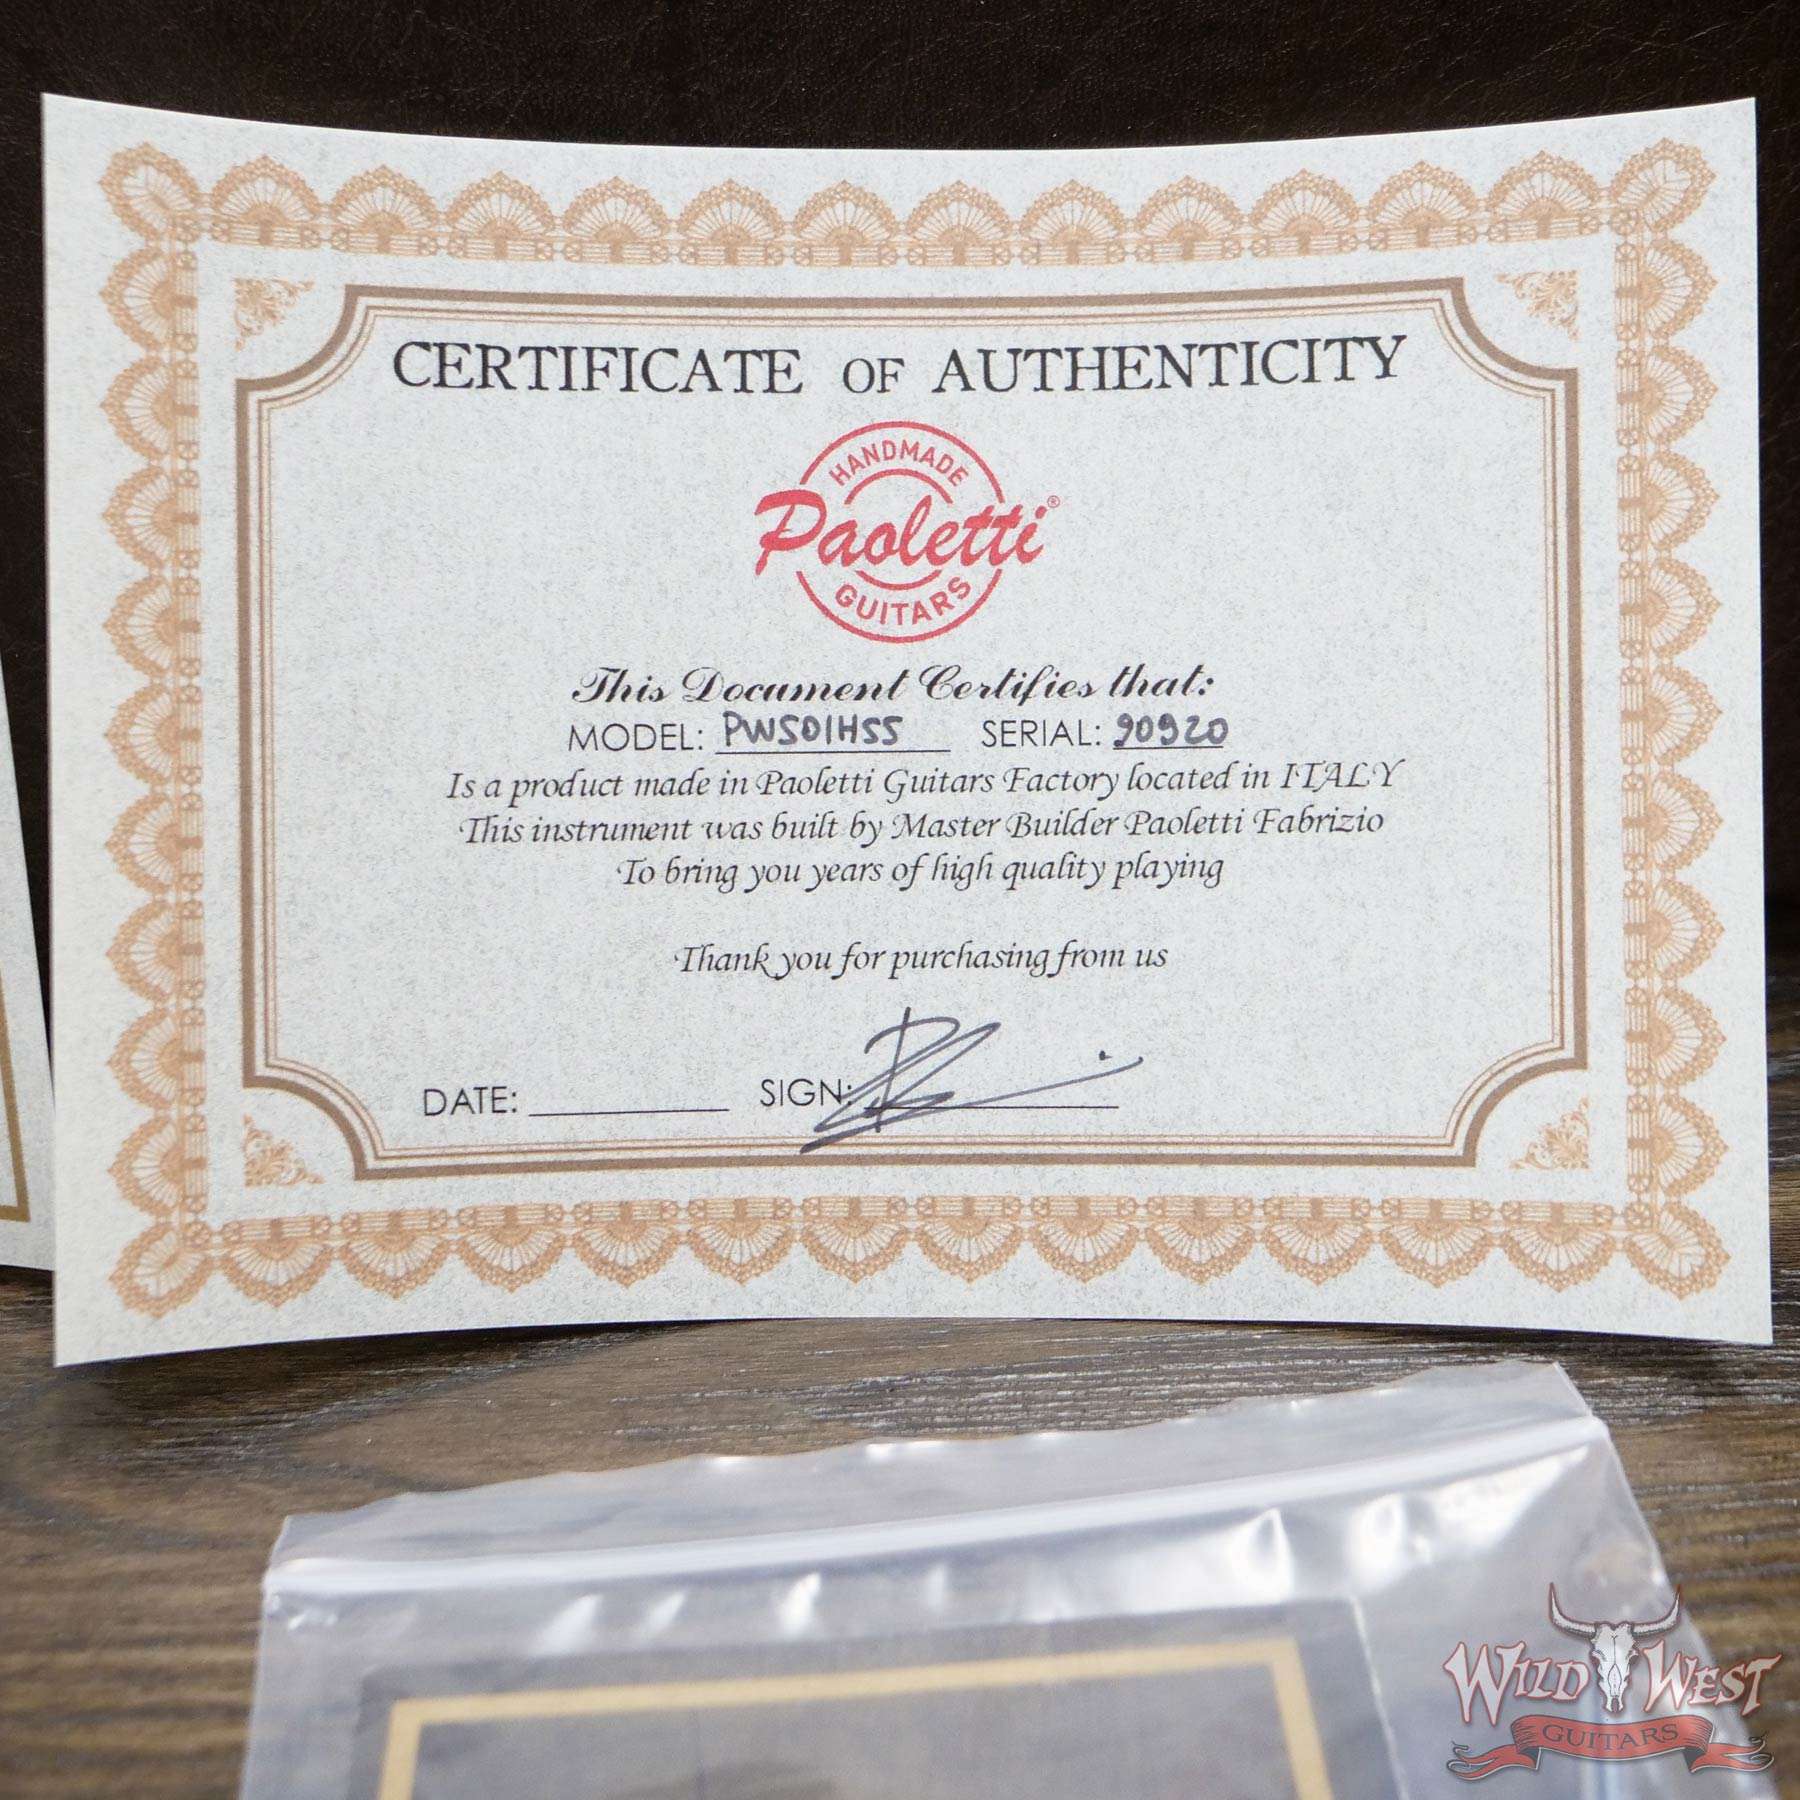 CERTIFICATE OF AUTHENTICITY
HANDMADE
Paoletti®
GUITARS
This Document Certifies that:
MODEL: PWS01HSS SERIAL: 90920
Is a product made in Paoletti Guitars Factory located in ITALY
This instrument was built by Master Builder Paoletti Fabrizio
To bring you years of high quality playing
Thank you for purchasing from us
DATE: SIGN:
WILD WEST
GUITARS